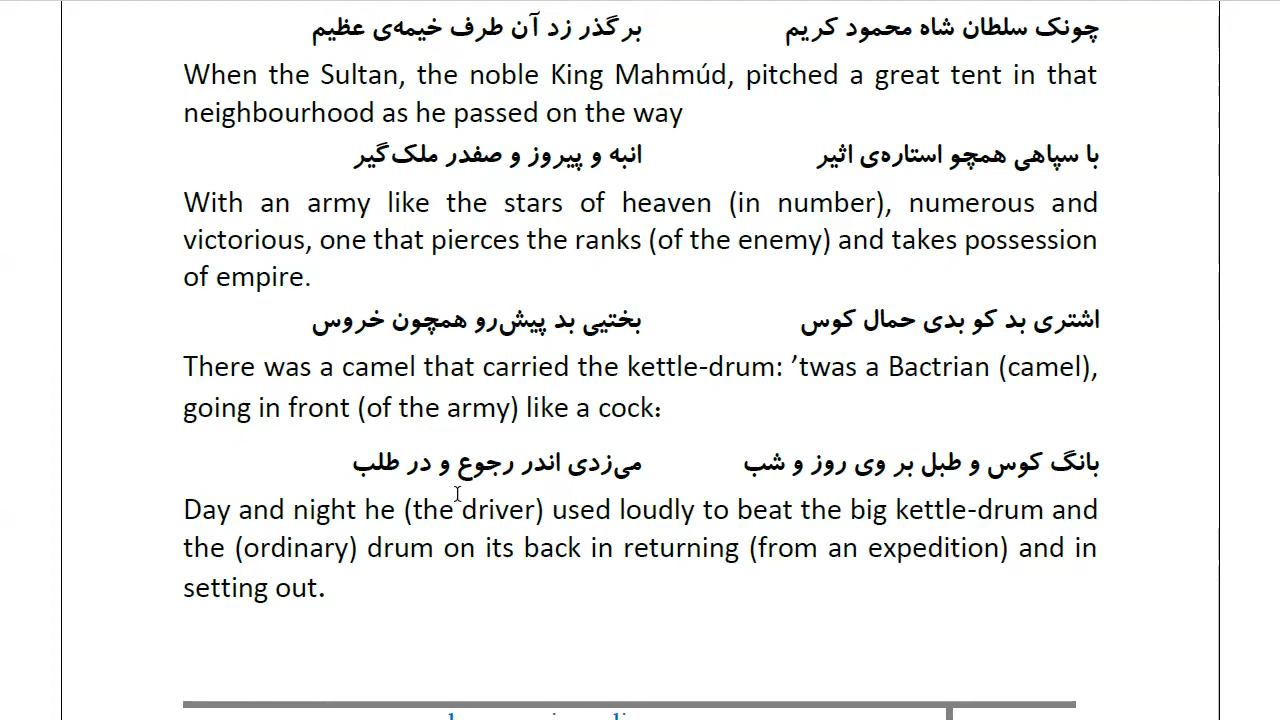 چونک سلطان شاه محمود کریم برگذر زد آن طرف خیمه‌ی عظیم
When the Sultan, the noble King Mahmúd, pitched a great tent in that
neighbourhood as he passed on the way
با سپاهی همچو استاره‌ی اثیر انبه و پیروز و صفدر ملک‌گیر
With an army like the stars of heaven (in number), numerous and
victorious, one that pierces the ranks (of the enemy) and takes possession
of empire.
اشتری بد کو بدی حمال کوس بختیی بد پیش‌رو همچون خروس
There was a camel that carried the kettle-drum: ’twas a Bactrian (camel),
going in front (of the army) like a cock:
بانگ کوس و طبل بر وی روز و شب می‌زدی اندر رجوع و در طلب
Day and night he (the driver) used loudly to beat the big kettle-drum and
the (ordinary) drum on its back in returning (from an expedition) and in
setting out.